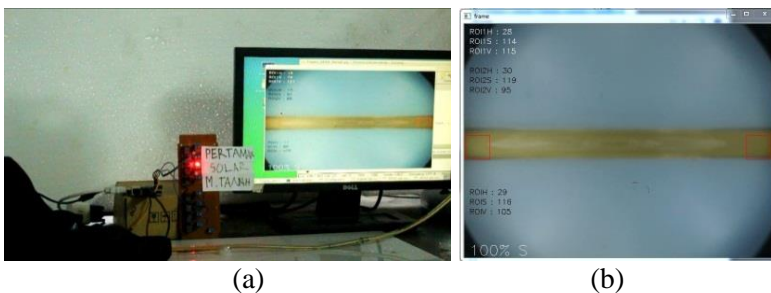 PERTAMIN
SOLAR
M.TANAH
DELL
(a)
frame
ROI1H : 28
ROI1S : 114
ROI1V : 115
ROI2H : 30
ROI2S : 119
ROI2V : 95
ROIH : 29
ROIS : 116
ROIV : 105
100% S
(b)